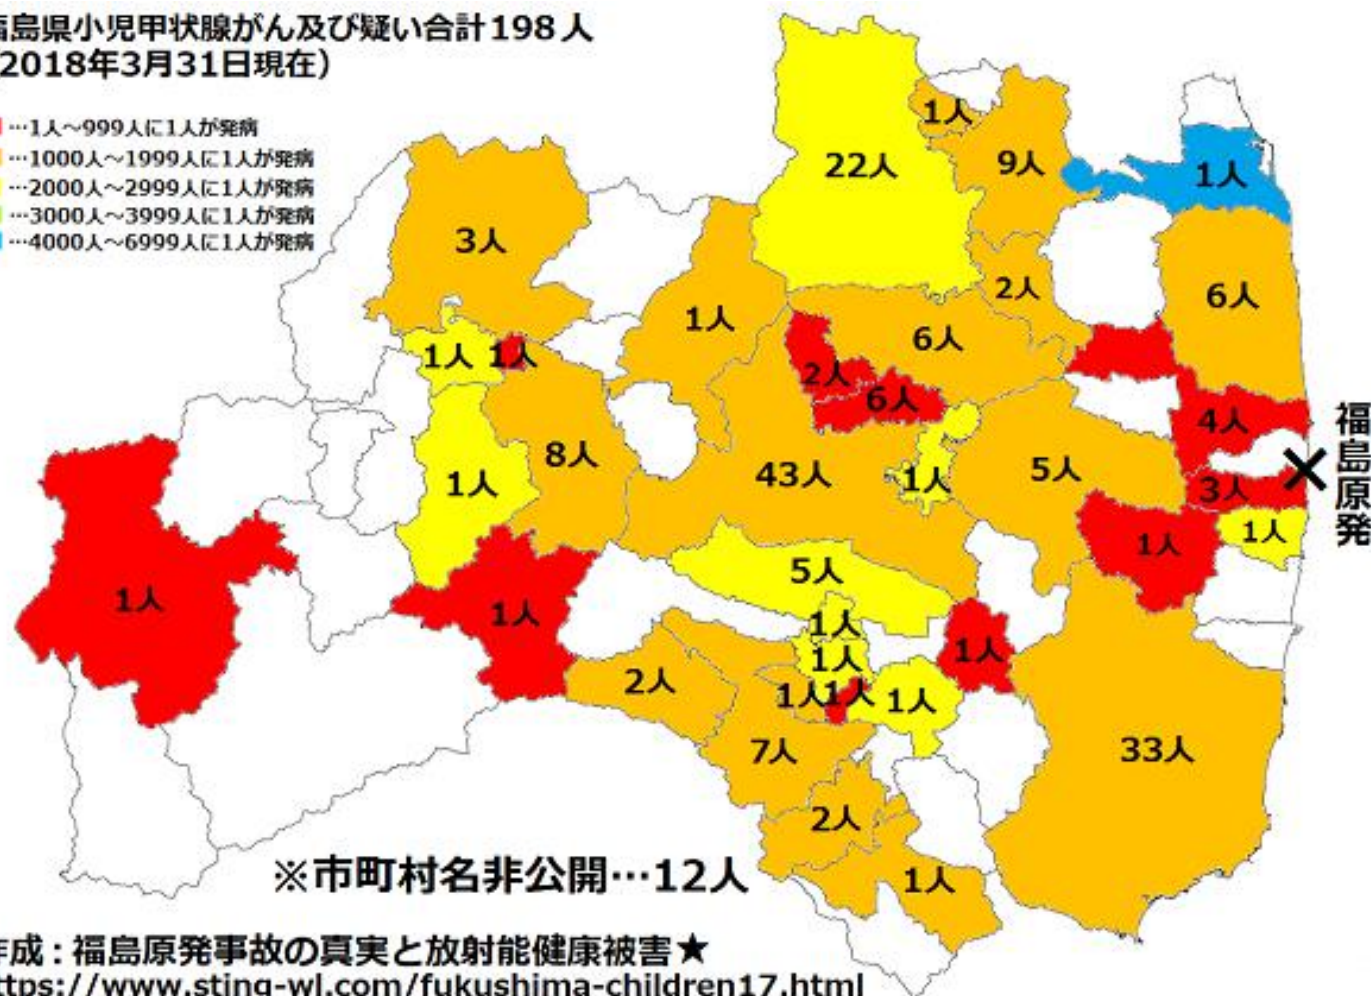 島県小児甲状腺がん及び疑い合計198人
2018年3月31日現在）
…1人～999人に1人が発病
…1000人～1999人に1人が発病
…2000人～2999人に1人が発病
…3000人～3999人に1人が発病
…4000人～6999人に1人が発病
1人
22人
9人
1人
3人
2人
6人
1人
6人
1人
1人
2人
6人
4人
福島原発
8人
43人
1人
5人
1人
3人
1人
1人
5人
1人
1人
1人
1人
1人
2人
1人
1人
1人
7人
33人
2人
1人
※市町村名非公開…12人
成：福島原発事故の真実と放射能健康被害★
ttps://www.sting-wl.com/fukushima-children17.html